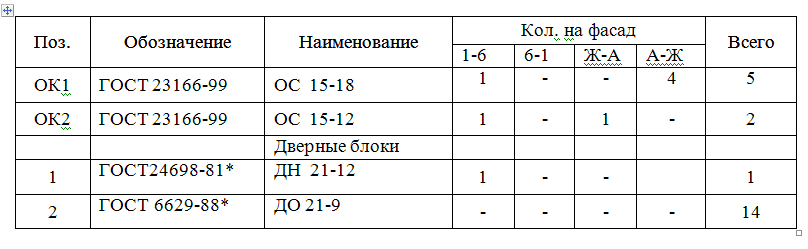 Поз. Обозначение Наименование Кол. на фасад Всего
1-6 6-1 Ж-А А-Ж
ОК1 ГОСТ 23166-99 ОС 15-18 1 - - 4 5
ОК2 ГОСТ 23166-99 ОС 15-12 1 - 1 - 2
Дверные блоки
1 ГОСТ24698-81* ДН 21-12 1 - - 1
2 ГОСТ 6629-88* ДО 21-9 - - - - 14